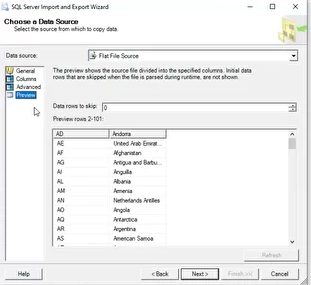 SQL Server Import and Export Wizard
Choose a Data Source
Select the source from which to copy data.
Data source: Flat File Source
General
Columns
Advanced
Preview
The preview shows the source file divided into the specified columns. Initial data
rows that are skipped when the file is parsed during runtime, are not shown.
Data rows to skip: 0
Preview rows 2-101:
AD Andorra
AE United Arab Emirat...
AF Afghanistan
AG Antigua and Barbu...
AI Anguilla
AL Albania
AM Armenia
AN Netherlands Antilles
AO Angola
AQ Antarctica
AR Argentina
AS American Samoa
Refresh
Help < Back Next > Finish >>| Cancel